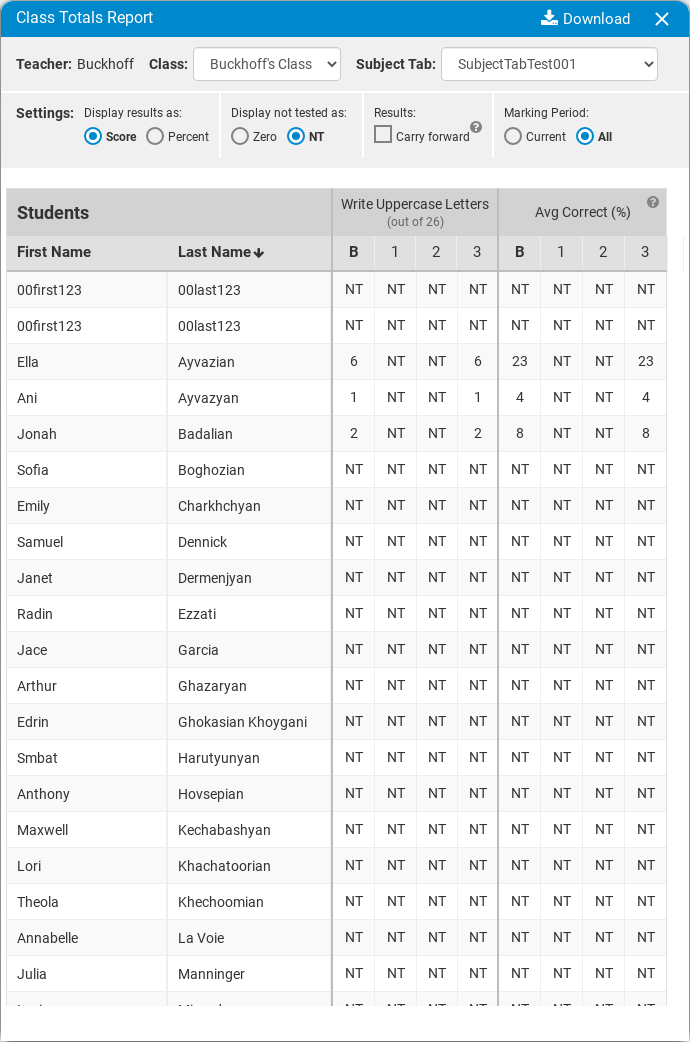 Class Totals Report Download
Teacher: Buckhoff Class: Buckhoff's Class Subject Tab: SubjectTabTest001
Settings: Display results as: Display not tested as: Results: Marking Period:
Score Percent Zero NT Carry forward ? Current All
Students Write Uppercase Letters Avg Correct (%) ?
(out of 26)
First Name Last Name B 1 2 3 B 1 2 3
00first123 00last123 NT NT NT NT NT NT NT NT
00first123 00last123 NT NT NT NT NT NT NT NT
Ella Ayvazian 6 NT NT 6 23 NT NT 23
Ani Ayvazyan 1 NT NT 1 4 NT NT 4
Jonah Badalian 2 NT NT 2 8 NT NT 8
Sofia Boghozian NT NT NT NT NT NT NT NT
Emily Charkhchyan NT NT NT NT NT NT NT NT
Samuel Dennick NT NT NT NT NT NT NT NT
Janet Dermenjyan NT NT NT NT NT NT NT NT
Radin Ezzati NT NT NT NT NT NT NT NT
Jace Garcia NT NT NT NT NT NT NT NT
Arthur Ghazaryan NT NT NT NT NT NT NT NT
Edrin Ghokasian Khoygani NT NT NT NT NT NT NT NT
Smbat Harutyunyan NT NT NT NT NT NT NT NT
Anthony Hovsepian NT NT NT NT NT NT NT NT
Maxwell Kechabashyan NT NT NT NT NT NT NT NT
Lori Khachatoorian NT NT NT NT NT NT NT NT
Theola Khechoomian NT NT NT NT NT NT NT NT
Annabelle La Voie NT NT NT NT NT NT NT NT
Julia Manninger NT NT NT NT NT NT NT NT